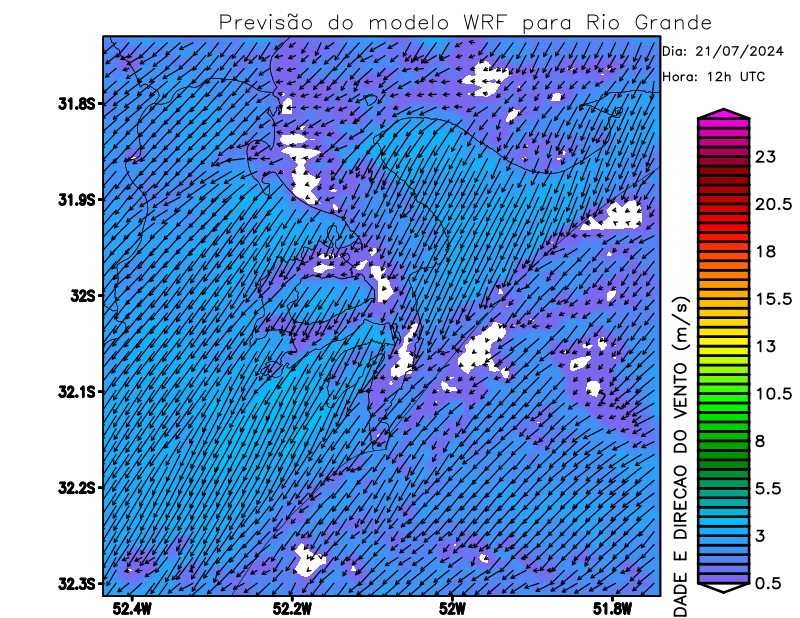 Previsão do modelo WRF para Rio Grande
Dia: 21/07/2024
Hora: 12h UTC
31.8S
31.9S
32S
32.1S
32.2S
32.3S
52.4W
52.2W
52W
51.8W
23
20.5
18
15.5
13
10.5
8
5.5
3
0.5
DADE E DIRECAO DO VENTO (m/s)